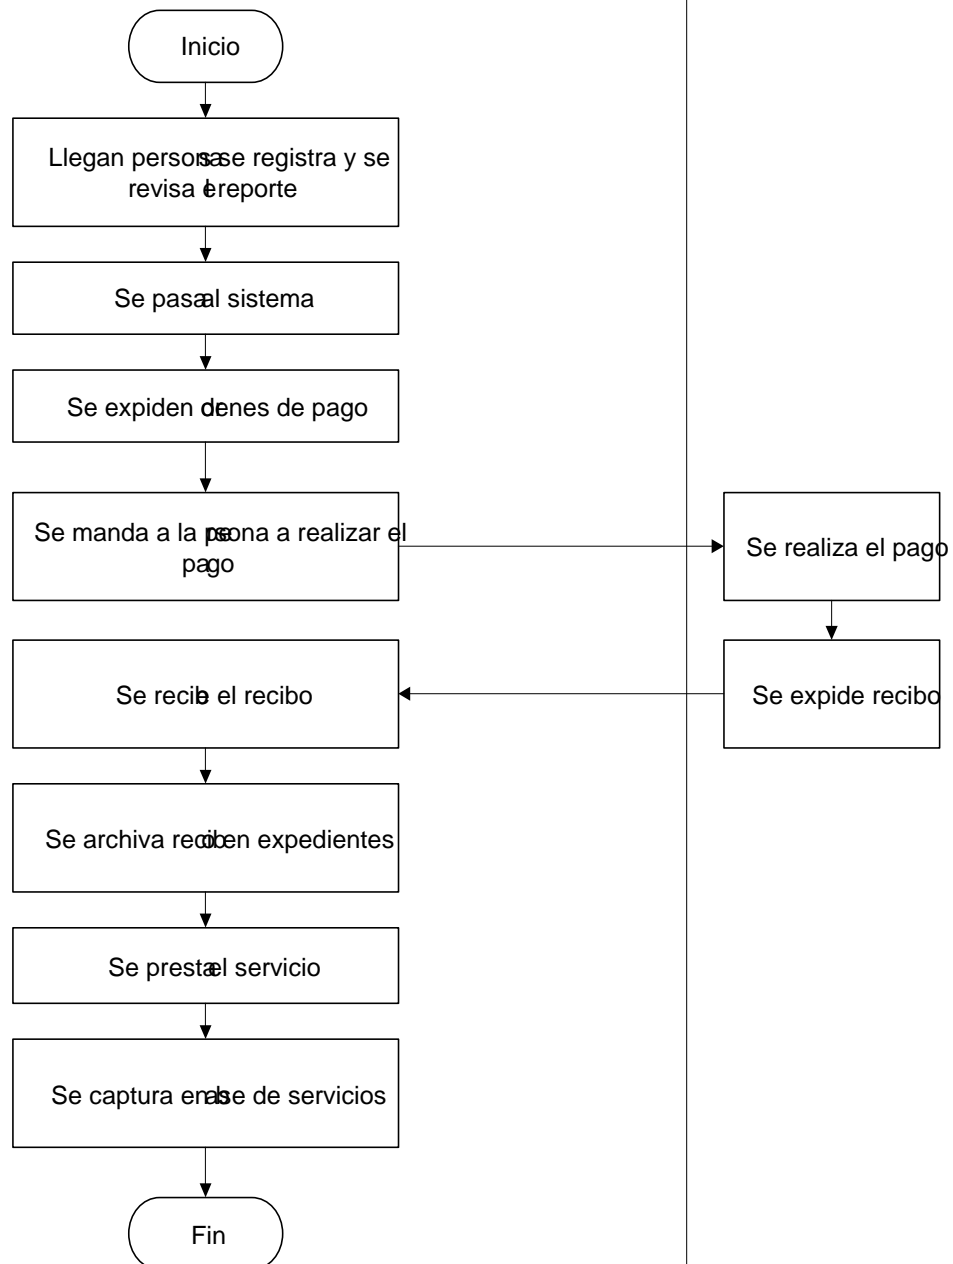 Inicio
Llegan personas se registra y se
revisa el reporte
Se pasa al sistema
Se expiden ordenes de pago
Se manda a la persona a realizar el
pago
Se realiza el pago
Se recibe el recibo
Se expide recibo
Se archiva recibo en expedientes
Se presta el servicio
Se captura en base de servicios
Fin